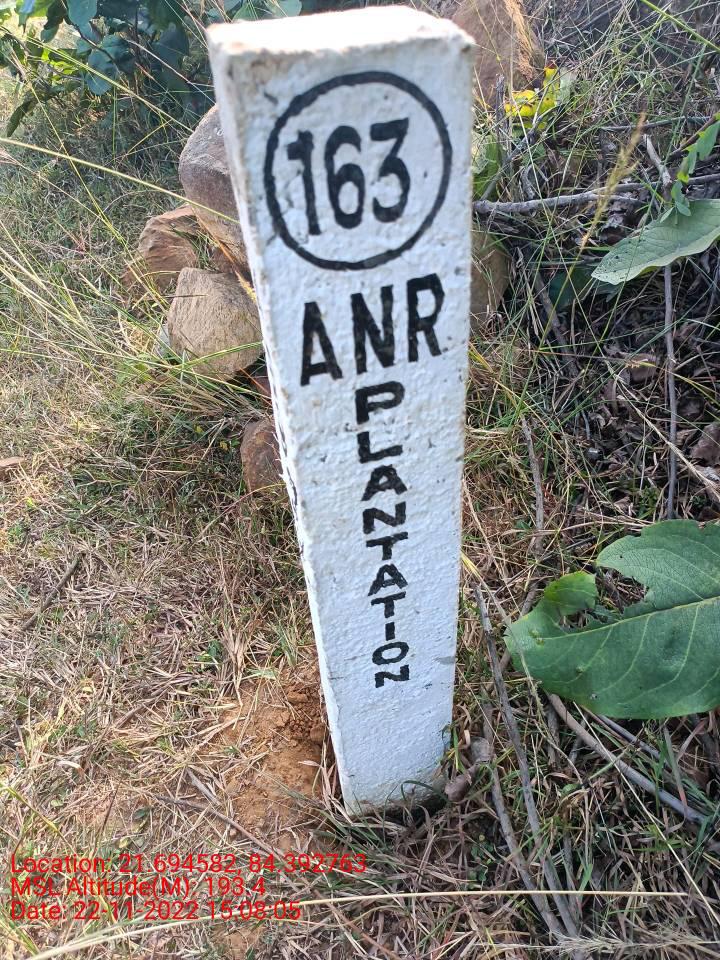 163
ANR
PLANTATION
Location: 21.694582, 84.392763
MSL Altitude(M): 193.4
Date: 22-11-2022 15:08:05